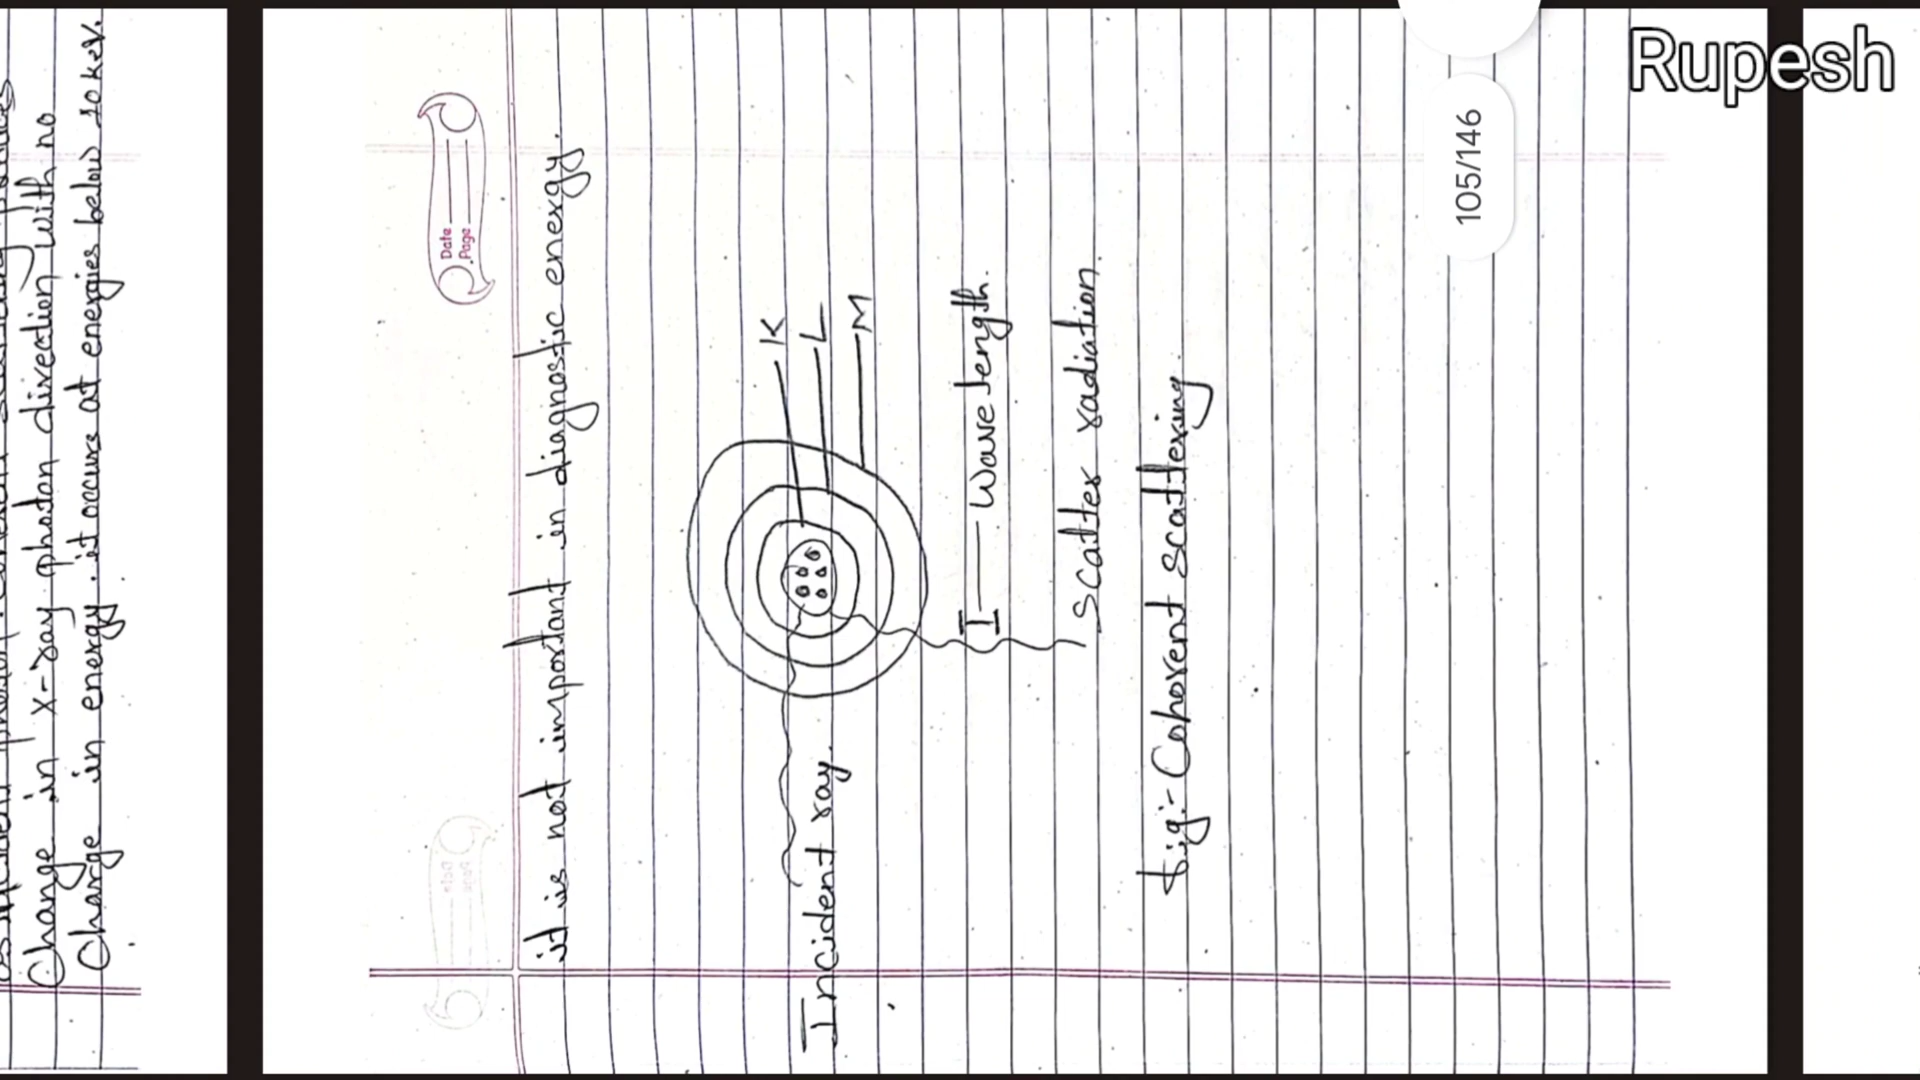 Change in x-ray photon direction with no
Change in energy. it occurs at energies below 10 kev.
Date
Page
it is not important in diagnostic energy.
K
L
M
Incident ray.
I — Wave length.
Scatter radiation.
fig:- Cohorent Scattering
105/146
Rupesh